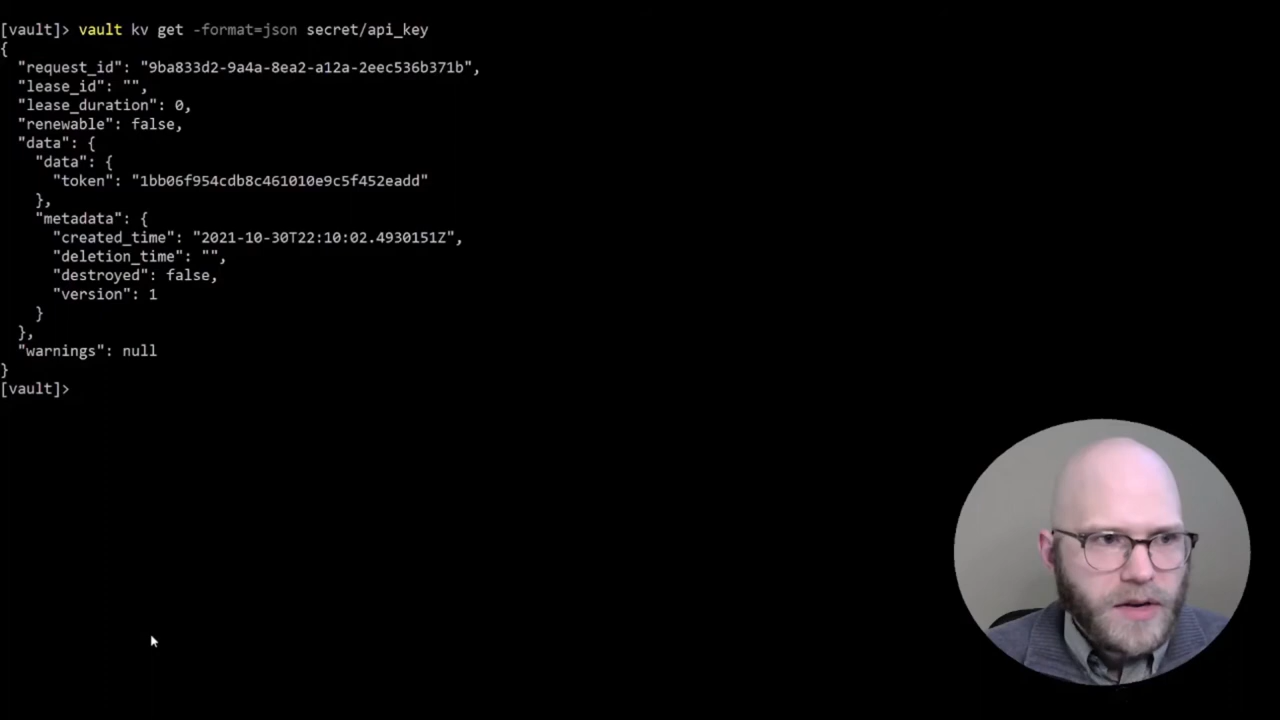 [vault]> vault kv get -format=json secret/api_key
{
  "request_id": "9ba833d2-9a4a-8ea2-a12a-2eec536b371b",
  "lease_id": "",
  "lease_duration": 0,
  "renewable": false,
  "data": {
    "data": {
      "token": "1bb06f954cdb8c461010e9c5f452eadd"
    },
    "metadata": {
      "created_time": "2021-10-30T22:10:02.4930151Z",
      "deletion_time": "",
      "destroyed": false,
      "version": 1
    }
  },
  "warnings": null
}
[vault]>